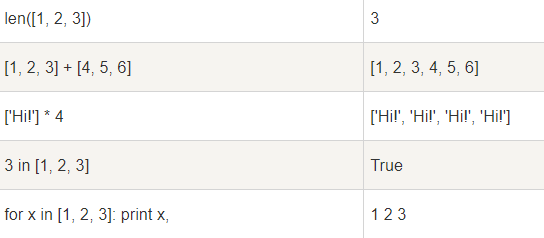 len([1, 2, 3]) 3
[1, 2, 3] + [4, 5, 6] [1, 2, 3, 4, 5, 6]
['Hi!'] * 4 ['Hi!', 'Hi!', 'Hi!', 'Hi!']
3 in [1, 2, 3] True
for x in [1, 2, 3]: print x, 1 2 3